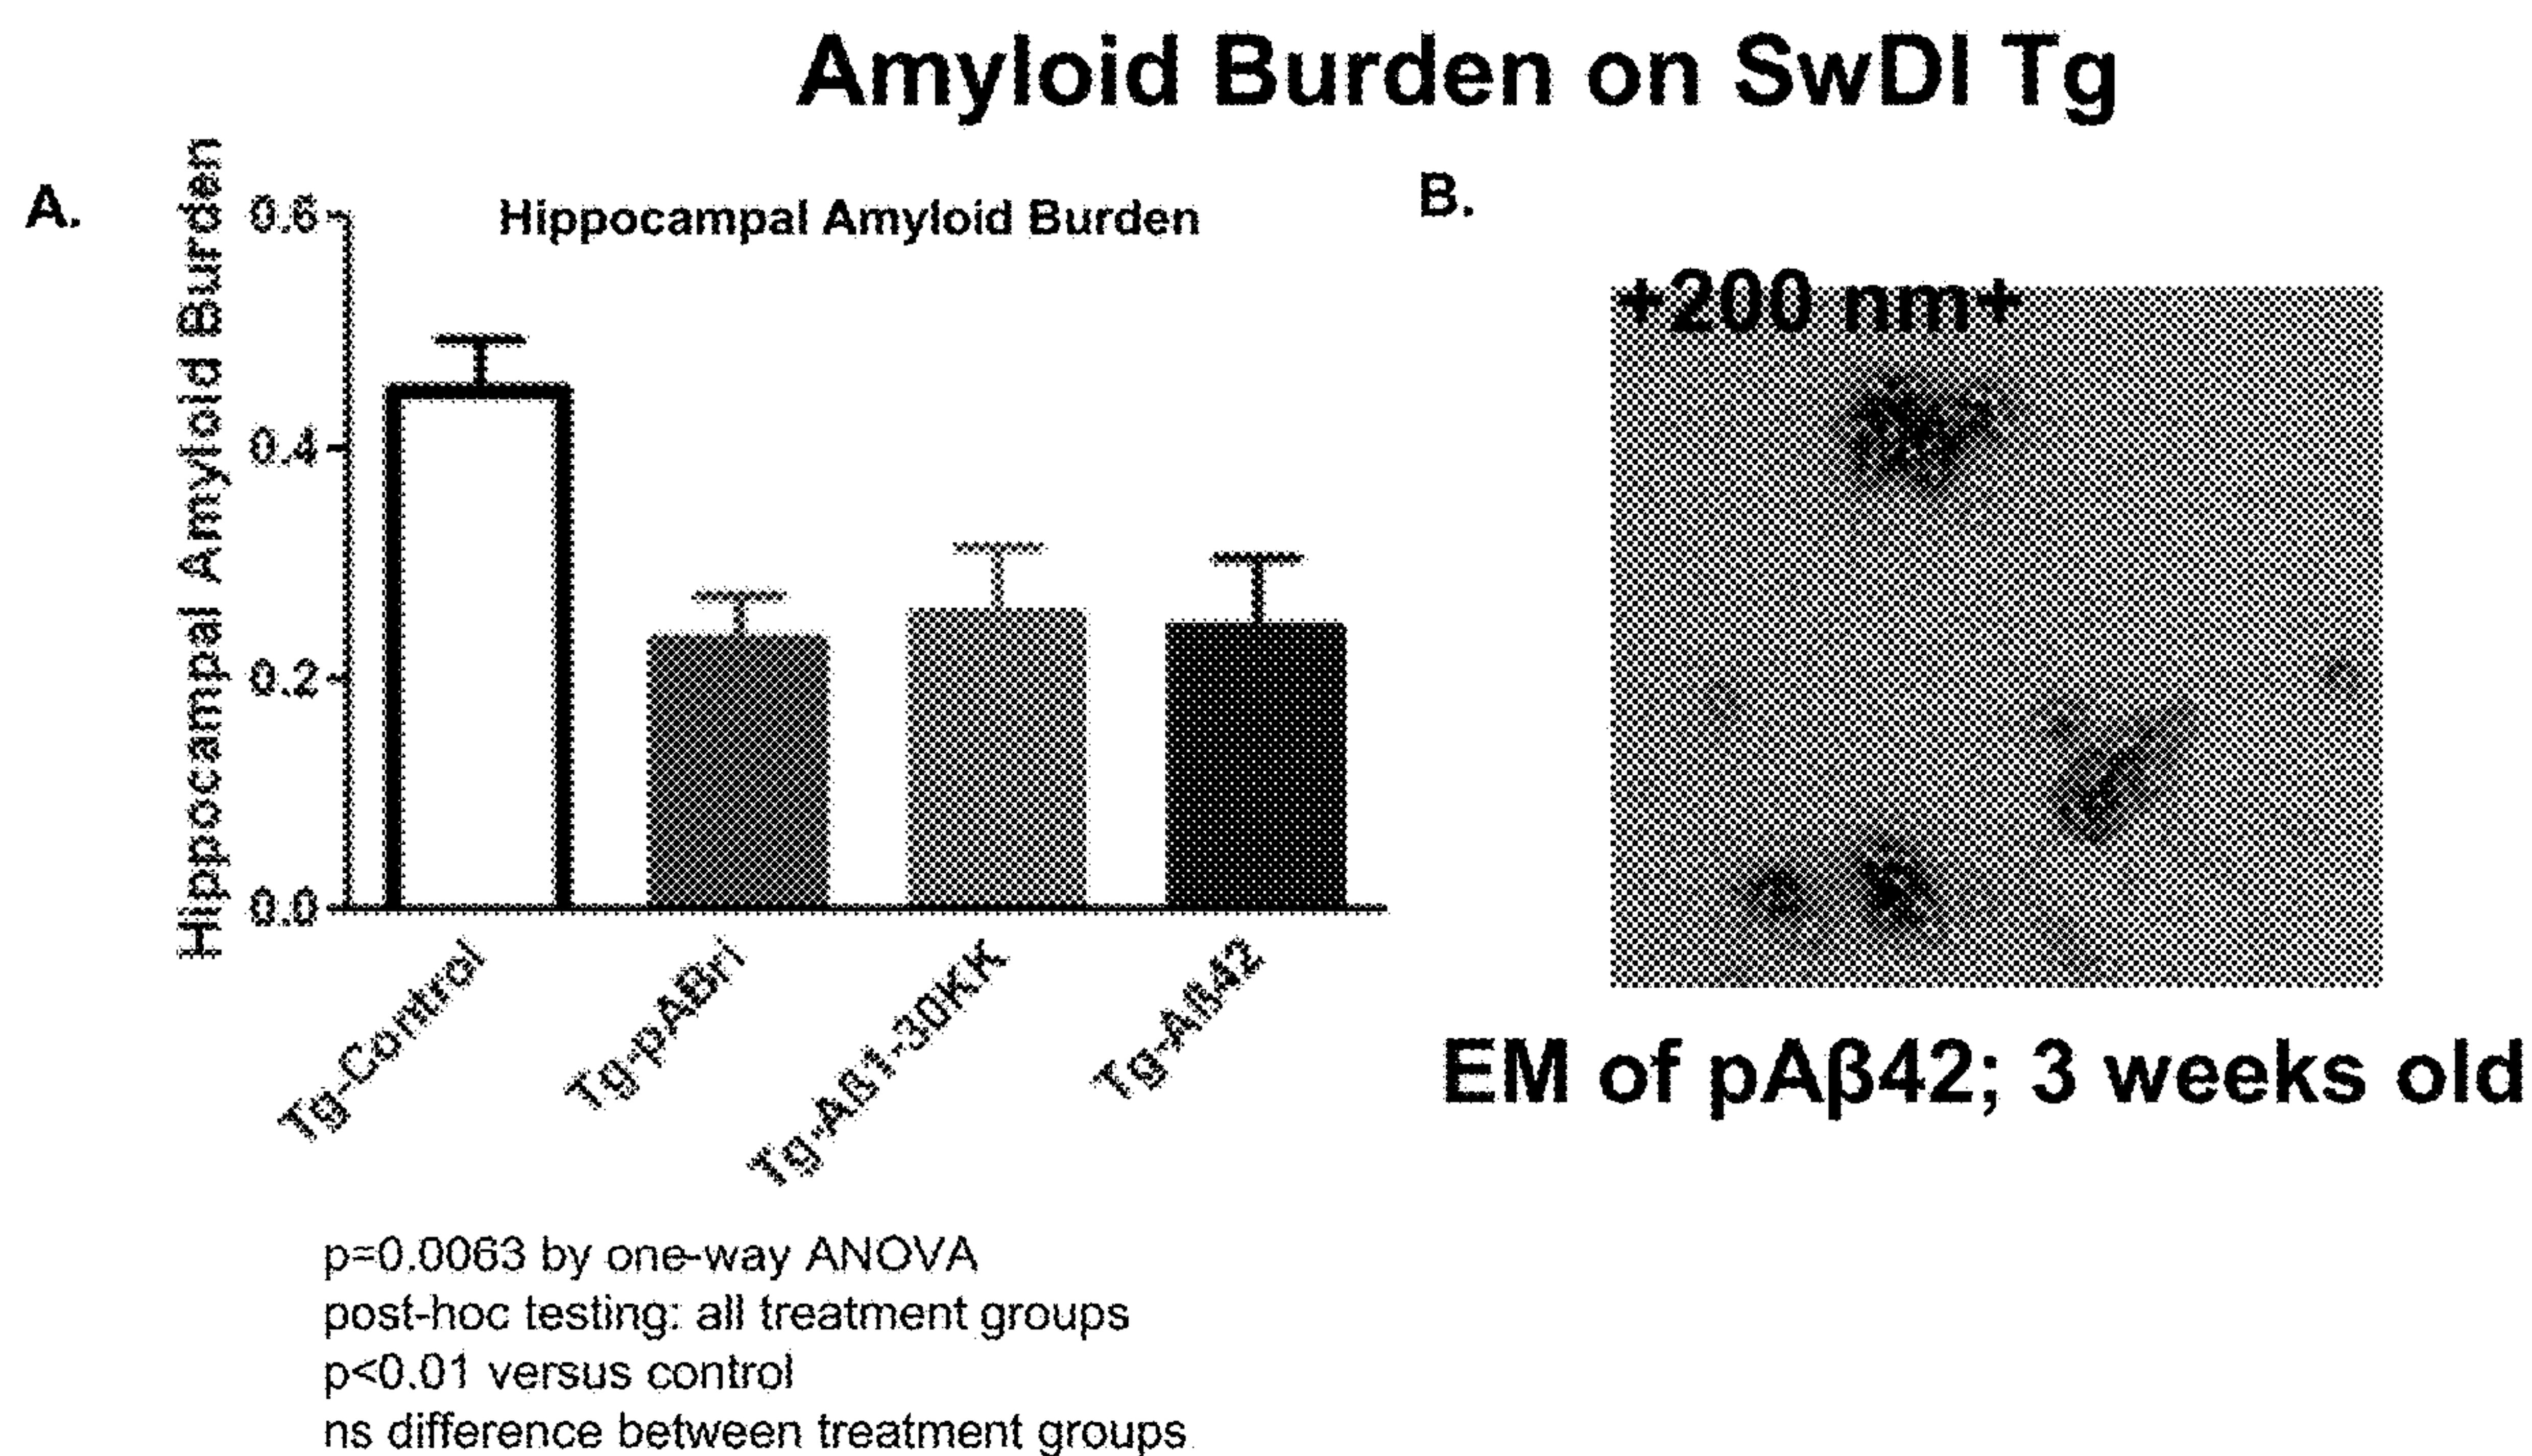 Amyloid Burden on SwDI Tg
A.
Hippocampal Amyloid Burden
Hippocampal Amyloid Burden
0.6
0.4
0.2
0.0
Tg-Control
Tg-pABri
Tg-Aß1-30KK
Tg-Aß42
p=0.0063 by one-way ANOVA
post-hoc testing: all treatment groups
p<0.01 versus control
ns difference between treatment groups
B.
+200 nm+
EM of pAβ42; 3 weeks old